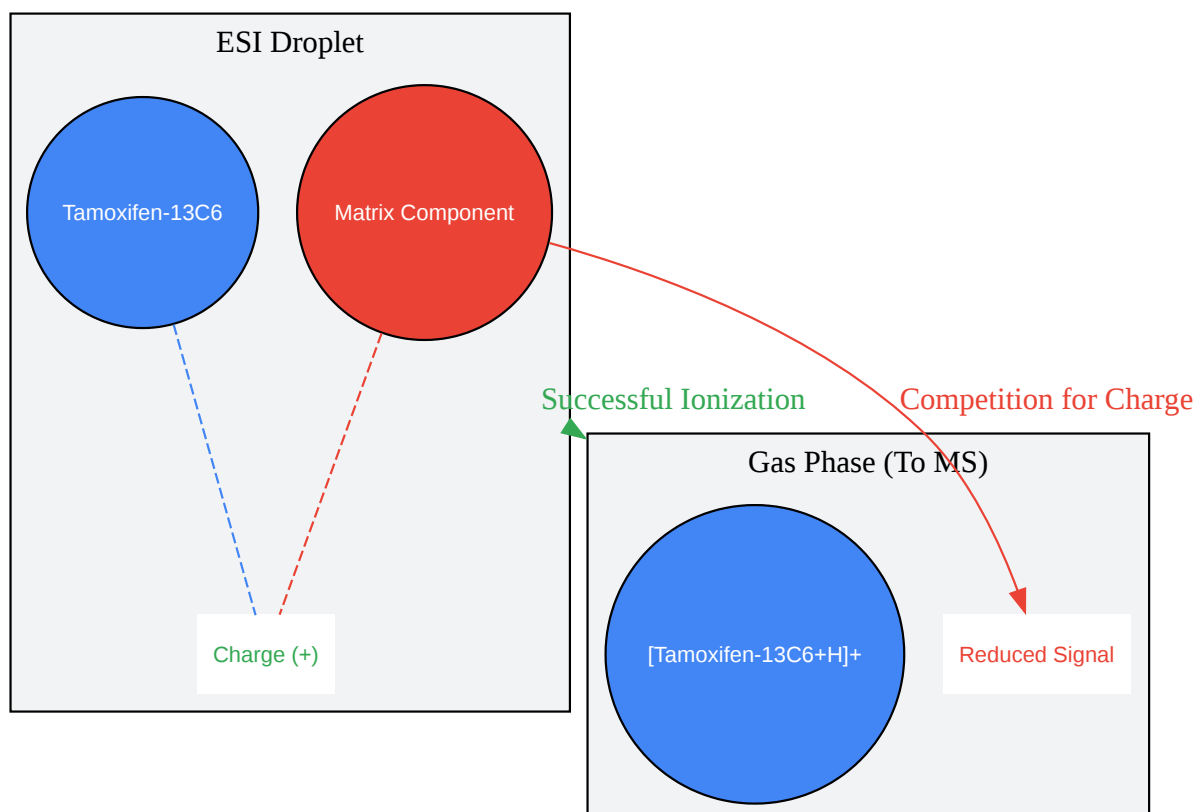 ESI Droplet
Tamoxifen-13C6
Matrix Component
Successful Ionization
Competition for Charge
Gas Phase (To MS)
Charge (+)
[Tamoxifen-13C6+H]+
Reduced Signal